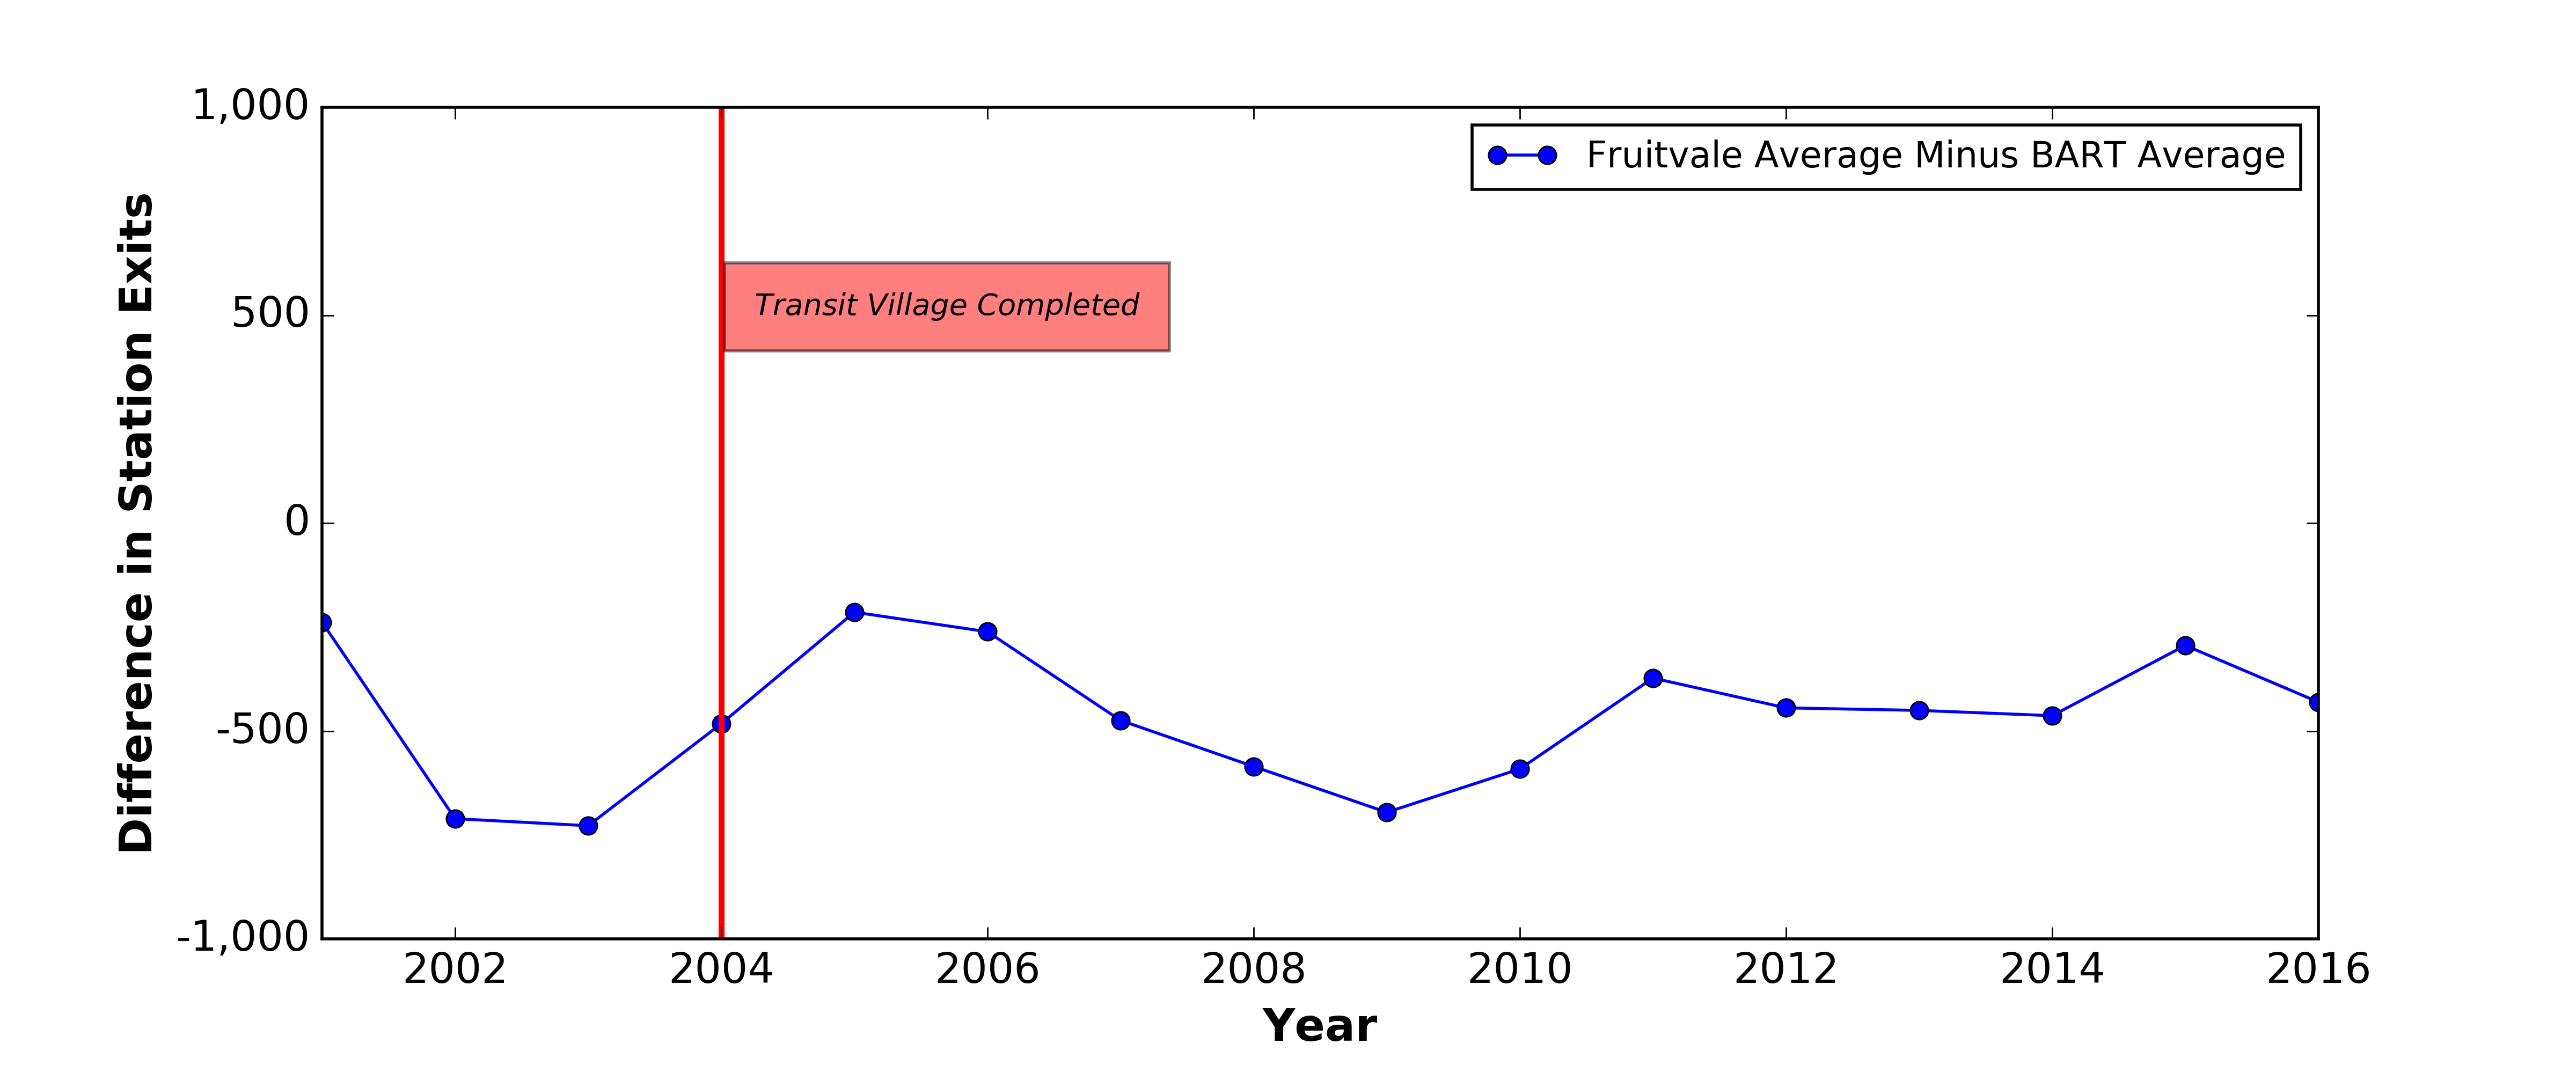 1,000
Fruitvale Average Minus BART Average
Transit Village Completed
500
0
-500
-1,000
Difference in Station Exits
2002 2004 2006 2008 2010 2012 2014 2016
Year